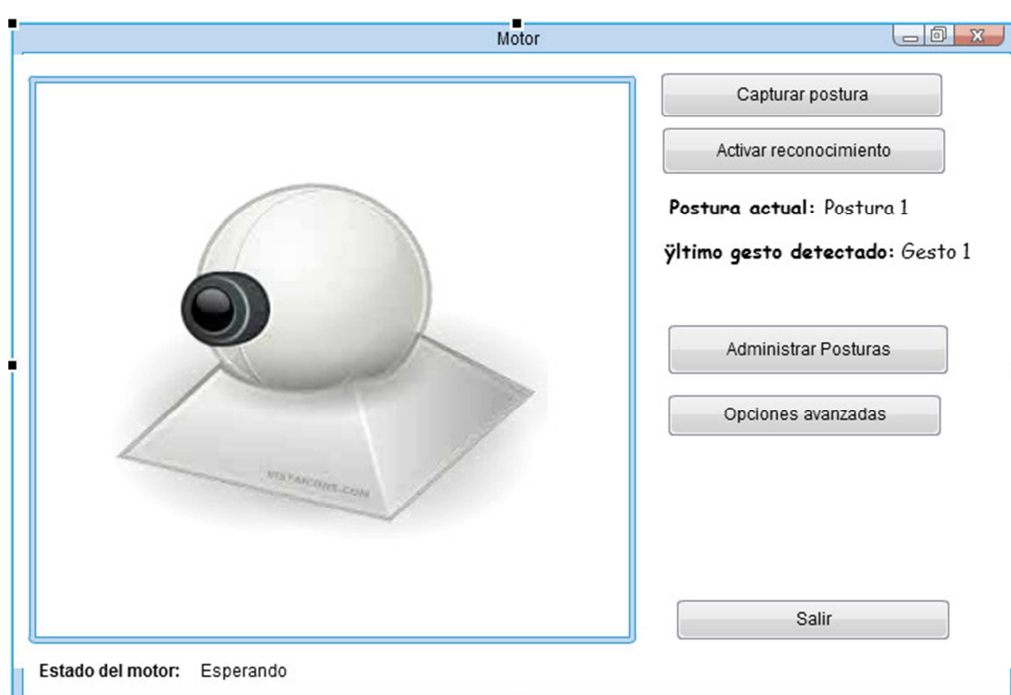 Motor
Capturar postura
Activar reconocimiento
Postura actual: Postura 1
ÿltimo gesto detectado: Gesto 1
Administrar Posturas
Opciones avanzadas
VISTAICONS.COM
Salir
Estado del motor: Esperando